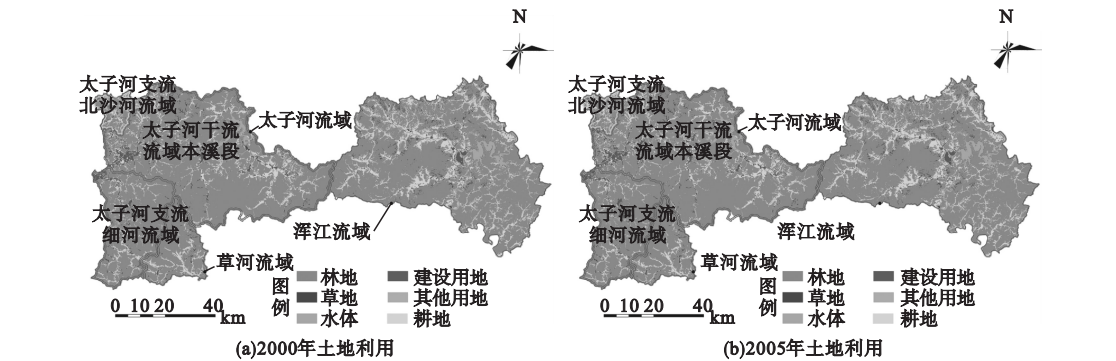 N
太子河支流
北沙河流域
太子河干流
流域本溪段
太子河流域
太子河支流
细河流域
浑江流域
草河流域
图例
林地
草地
水体
建设用地
其他用地
耕地
0 10 20 40
km
(a)2000年土地利用
N
太子河支流
北沙河流域
太子河干流
流域本溪段
太子河流域
太子河支流
细河流域
浑江流域
草河流域
图例
林地
草地
水体
建设用地
其他用地
耕地
0 10 20 40
km
(b)2005年土地利用